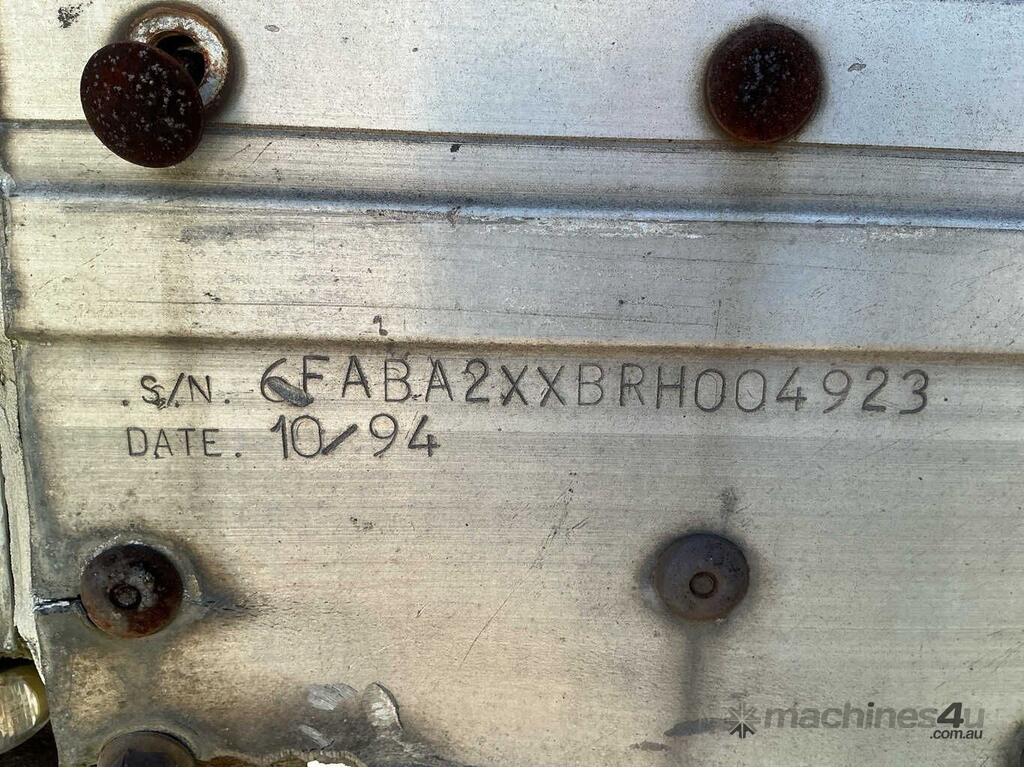 .S/N. 6FABA2XXBRH004923
DATE. 10/94
machines4u
.com.au